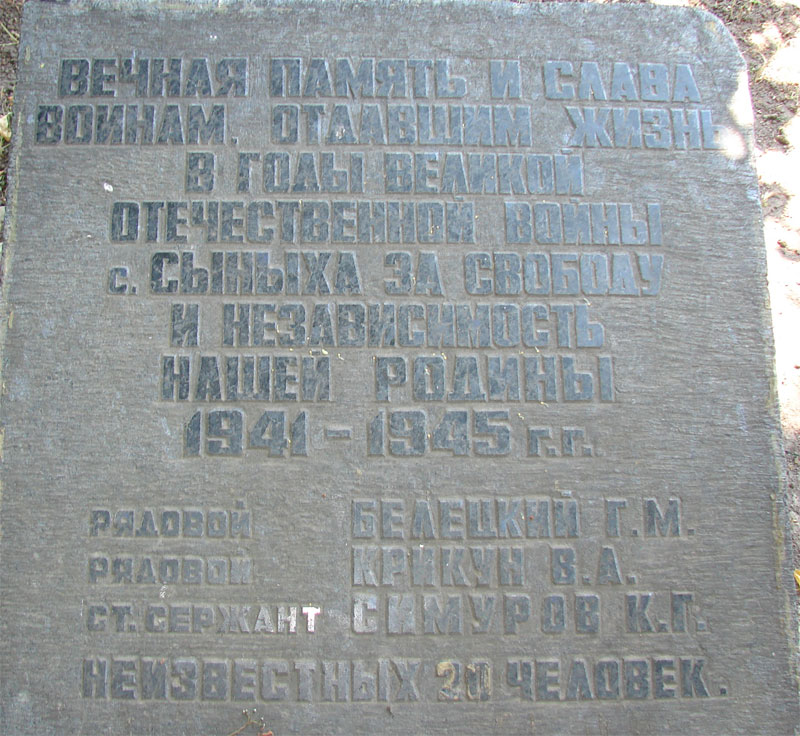 ВЕЧНАЯ ПАМЯТЬ И СЛАВА
ВОИНАМ, ОТДАВШИМ ЖИЗНЬ
В ГОДЫ ВЕЛИКОЙ
ОТЕЧЕСТВЕННОЙ ВОЙНЫ
с. СЫНЫХА ЗА СВОБОДУ
И НЕЗАВИСИМОСТЬ
НАШЕЙ РОДИНЫ
1941 - 1945 г.г.
РЯДОВОЙ БЕЛЕЦКИЙ Г.М.
РЯДОВОЙ КРИКУН В.А.
СТ. СЕРЖАНТ СИМУРОВ К.Г.
НЕИЗВЕСТНЫХ 20 ЧЕЛОВЕК.